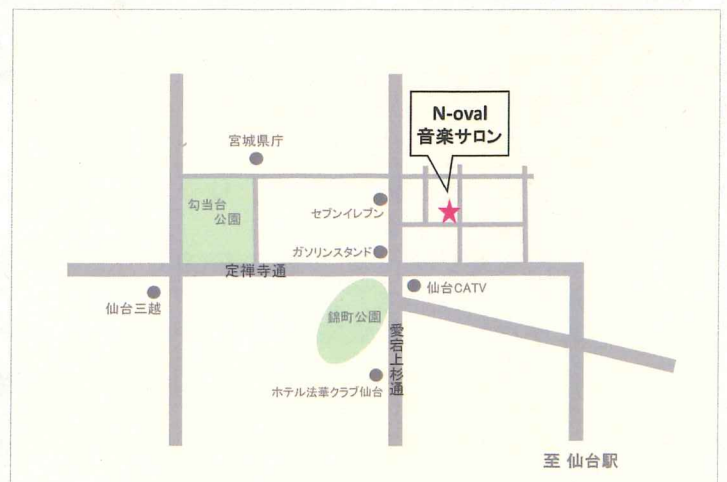 N-oval
音楽サロン
宮城県庁
勾当台
公園
セブンイレブン
ガソリンスタンド
定禅寺通
仙台CATV
仙台三越
錦町公園
愛宕上杉通
ホテル法華クラブ仙台
至 仙台駅